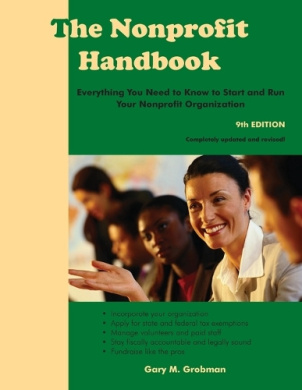 The Nonprofit
Handbook
Everything You Need to Know to Start and Run
Your Nonprofit Organization
9th EDITION
Completely updated and revised!
• Incorporate your organization
• Apply for state and federal tax exemptions
• Manage volunteers and paid staff
• Stay fiscally accountable and legally sound
• Fundraise like the pros
Gary M. Grobman